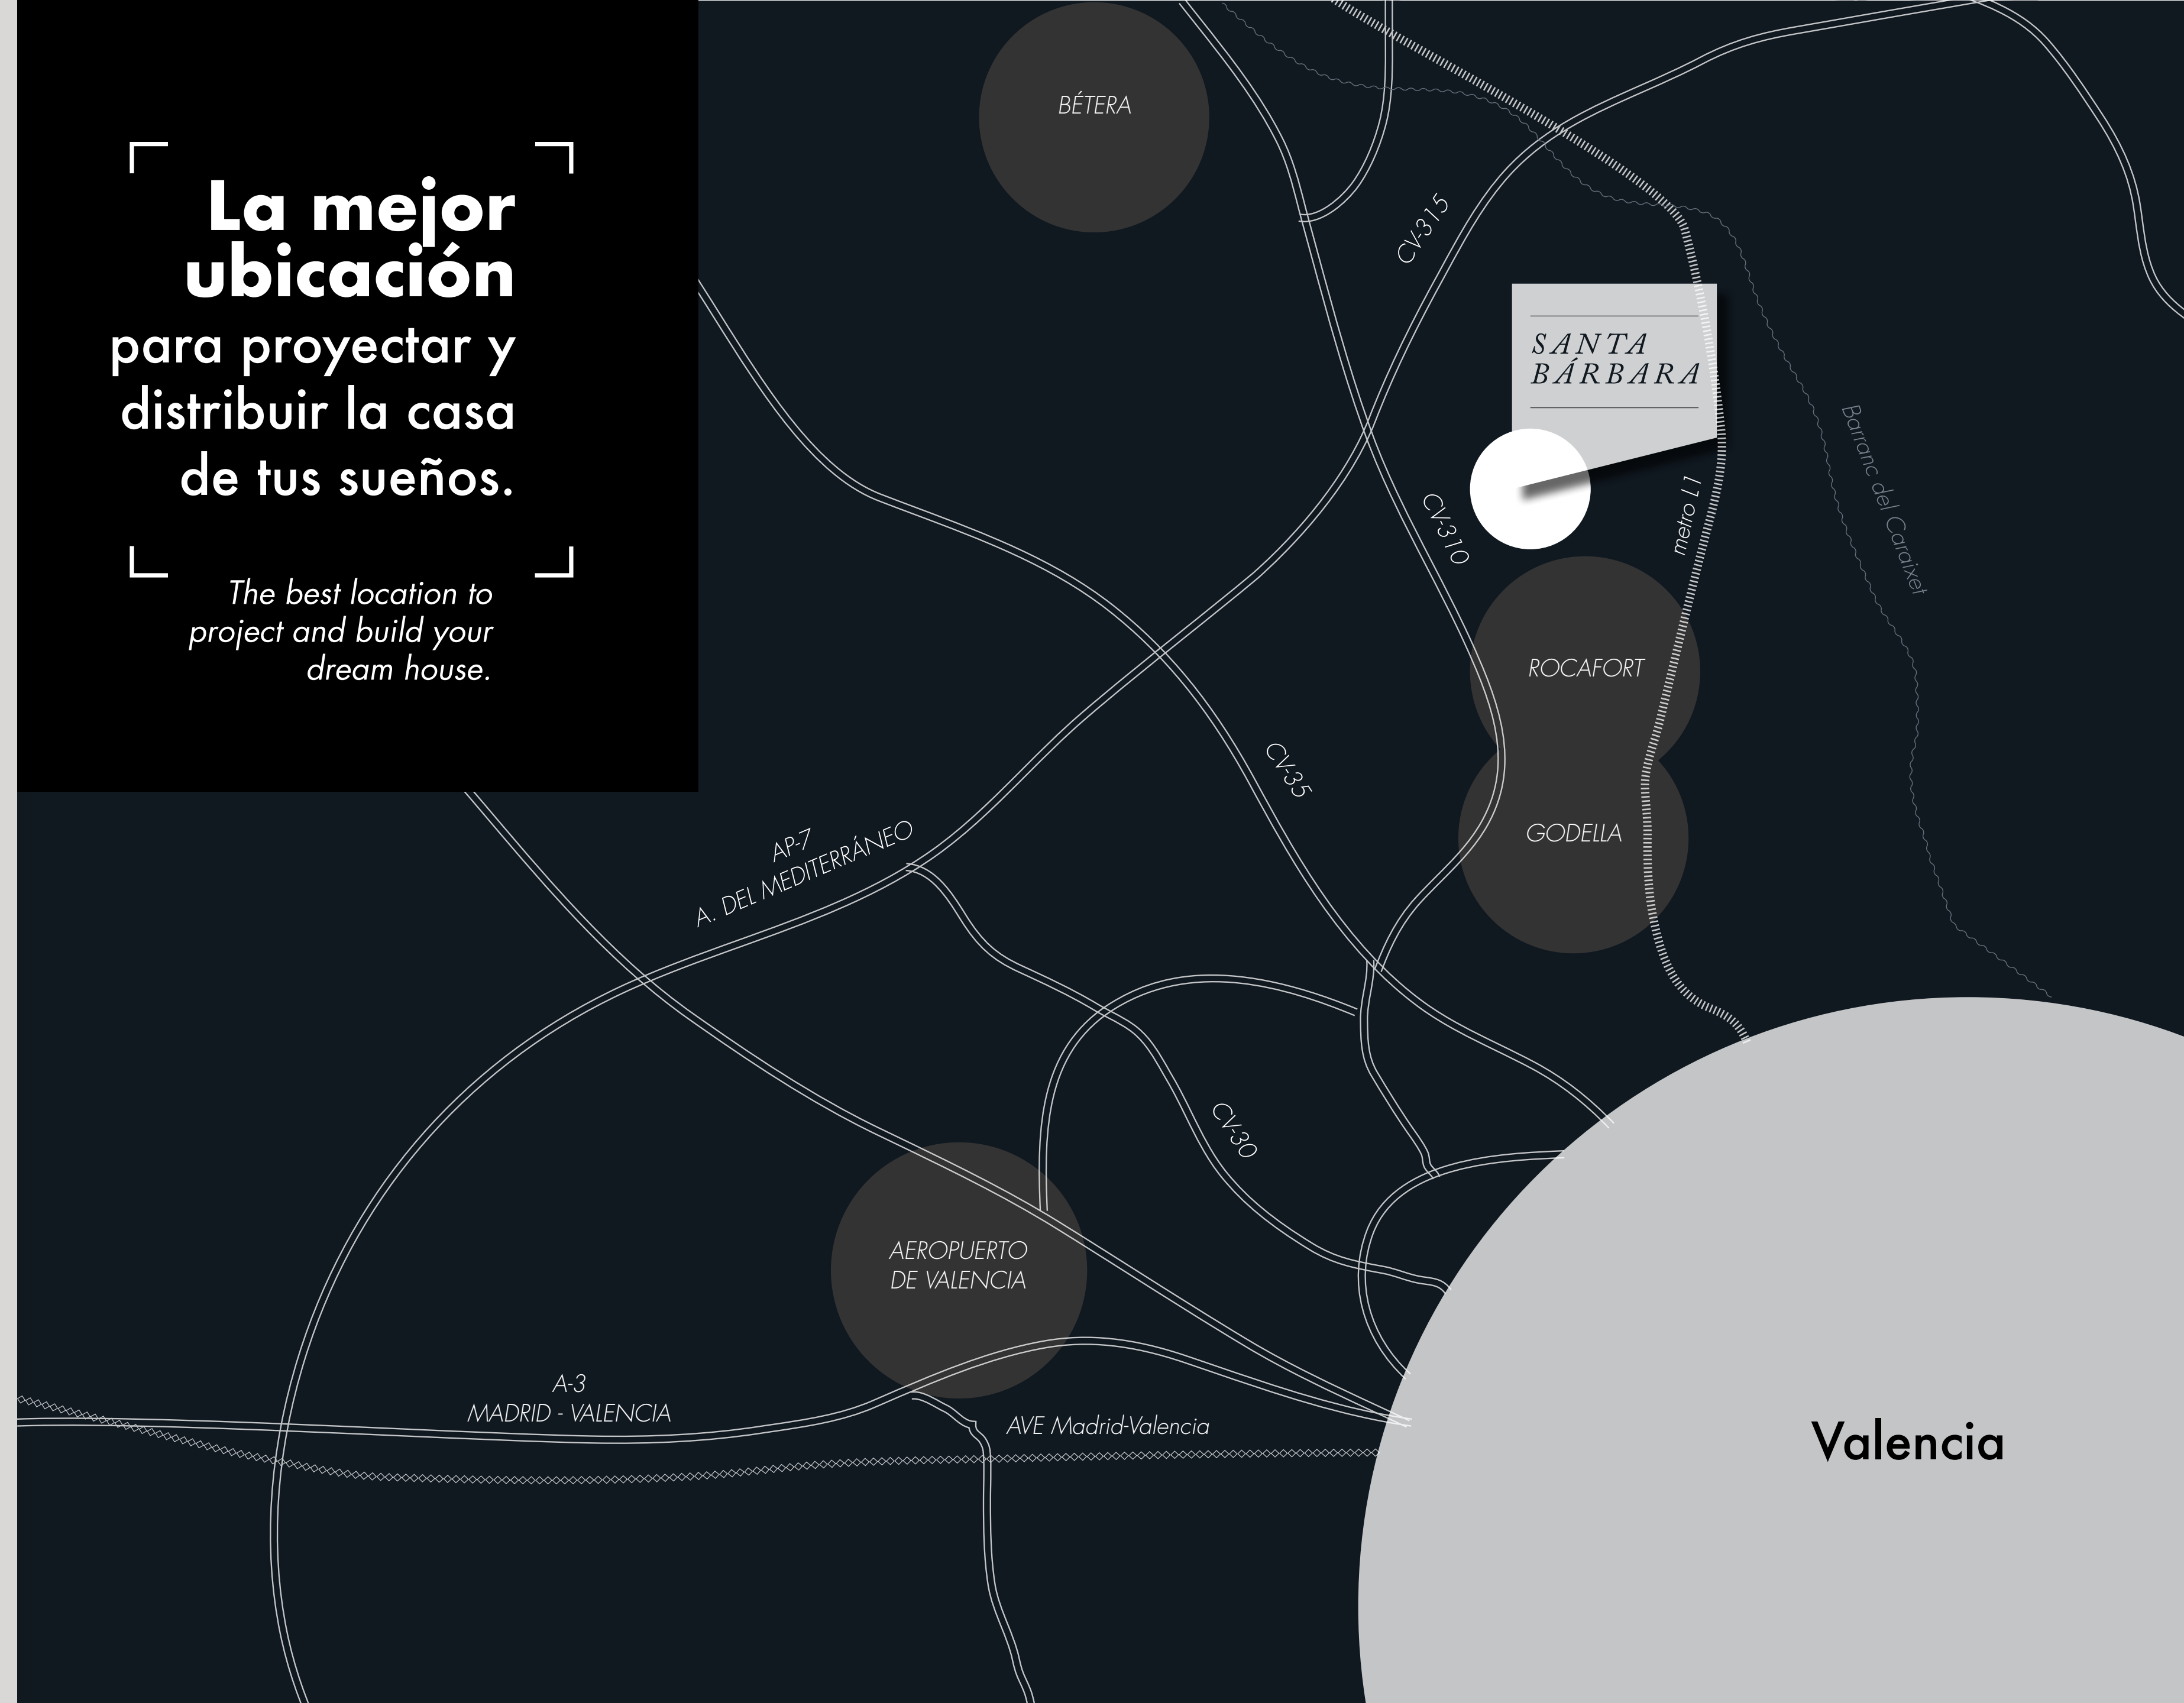 La mejor
ubicación
para proyectar y
distribuir la casa
de tus sueños.
The best location to
project and build your
dream house.
BÉTERA
CV-315
SANTA
BÁRBARA
Barranc del Caraixet
metro L1
CV-310
ROCAFORT
CV-35
GODELLA
AP-7
A. DEL MEDITERRÁNEO
CV-30
AEROPUERTO
DE VALENCIA
A-3
MADRID - VALENCIA
AVE Madrid-Valencia
Valencia